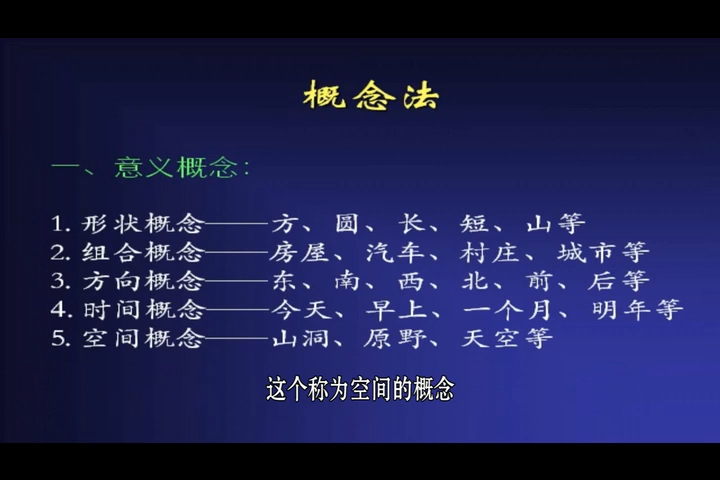 概念法
一、意义概念:
1. 形状概念——方、圆、长、短、山等
2. 组合概念——房屋、汽车、村庄、城市等
3. 方向概念——东、南、西、北、前、后等
4. 时间概念——今天、早上、一个月、明年等
5. 空间概念——山洞、原野、天空等
这个称为空间的概念